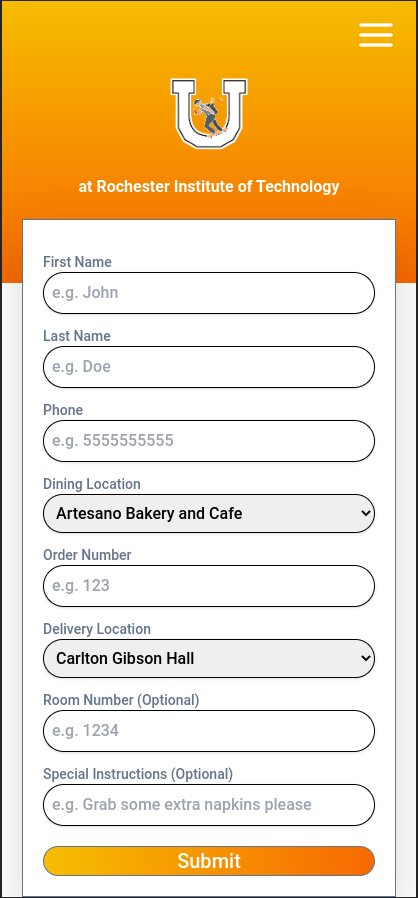 U
at Rochester Institute of Technology
First Name
e.g. John
Last Name
e.g. Doe
Phone
e.g. 5555555555
Dining Location
Artesano Bakery and Cafe
Order Number
e.g. 123
Delivery Location
Carlton Gibson Hall
Room Number (Optional)
e.g. 1234
Special Instructions (Optional)
e.g. Grab some extra napkins please
Submit